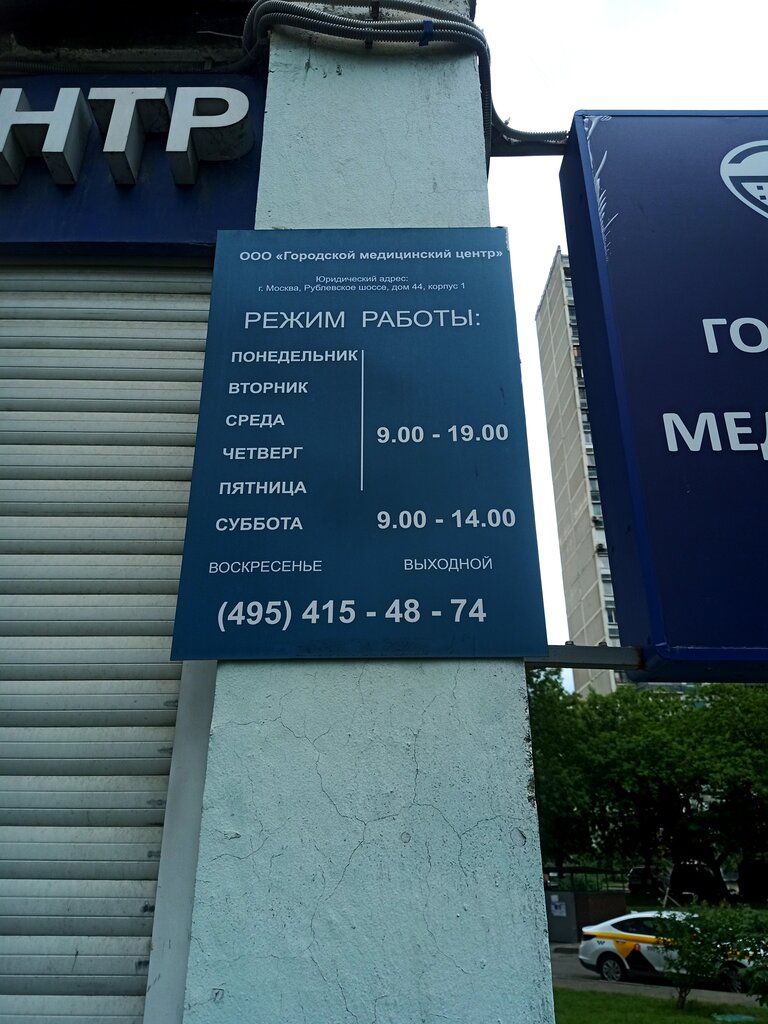 НТР
ООО «Городской медицинский центр»
Юридический адрес:
г. Москва, Рублевское шоссе, дом 44, корпус 1
РЕЖИМ РАБОТЫ:
ПОНЕДЕЛЬНИК
ВТОРНИК
СРЕДА
ЧЕТВЕРГ
9.00 - 19.00
ПЯТНИЦА
СУББОТА 9.00 - 14.00
ВОСКРЕСЕНЬЕ ВЫХОДНОЙ
(495) 415 - 48 - 74
ГО
МЕД